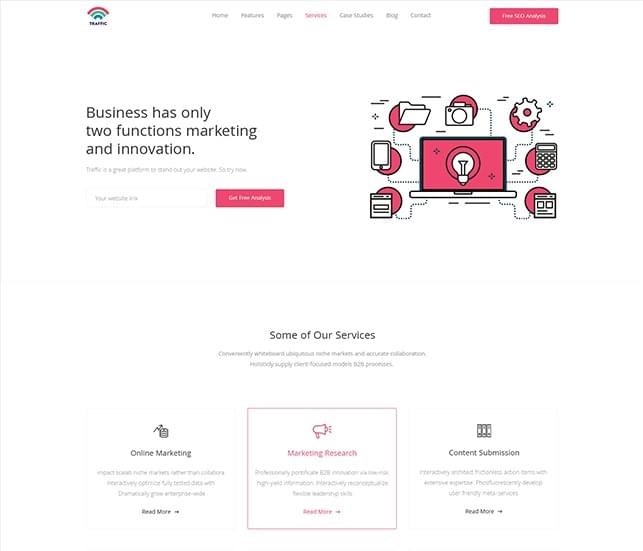 TRAFFIC
Home Features Pages Services Case Studies Blog Contact
Free SEO Analysis
Business has only
two functions marketing
and innovation.
Traffic is a great platform to stand out your website. So try now.
Your website link
Get Free Analysis
Some of Our Services
Conveniently whiteboard ubiquitous niche markets and accurate collaboration.
Holisticly supply client-focused models B2B processes.
Online Marketing
Impact scalab niche markets rather than collabora
Interactively optimize fully tested data with
Dramatically grow enterprise-wide
Read More →
Marketing Research
Professionally pontificate B2B innovation via low-risk
high-yield information. Interactively reconceptualize
flexible leadership skills
Read More →
Content Submission
Interactively architect frictionless action items with
extensive expertise. Phosfluorescently develop
user friendly meta-services
Read More →